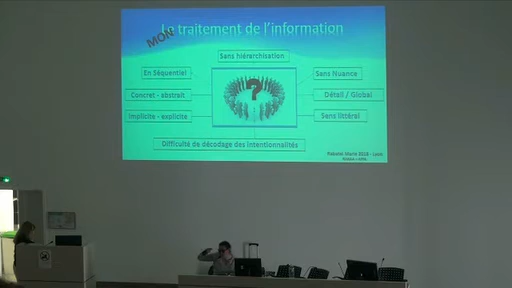 MON
Le traitement de l'information
Sans hiérarchisation
En Séquentiel
Sans Nuance
Concret - abstrait
Détail / Global
Implicite - explicite
Sens littéral
?
Difficulté de décodage des intentionnalités